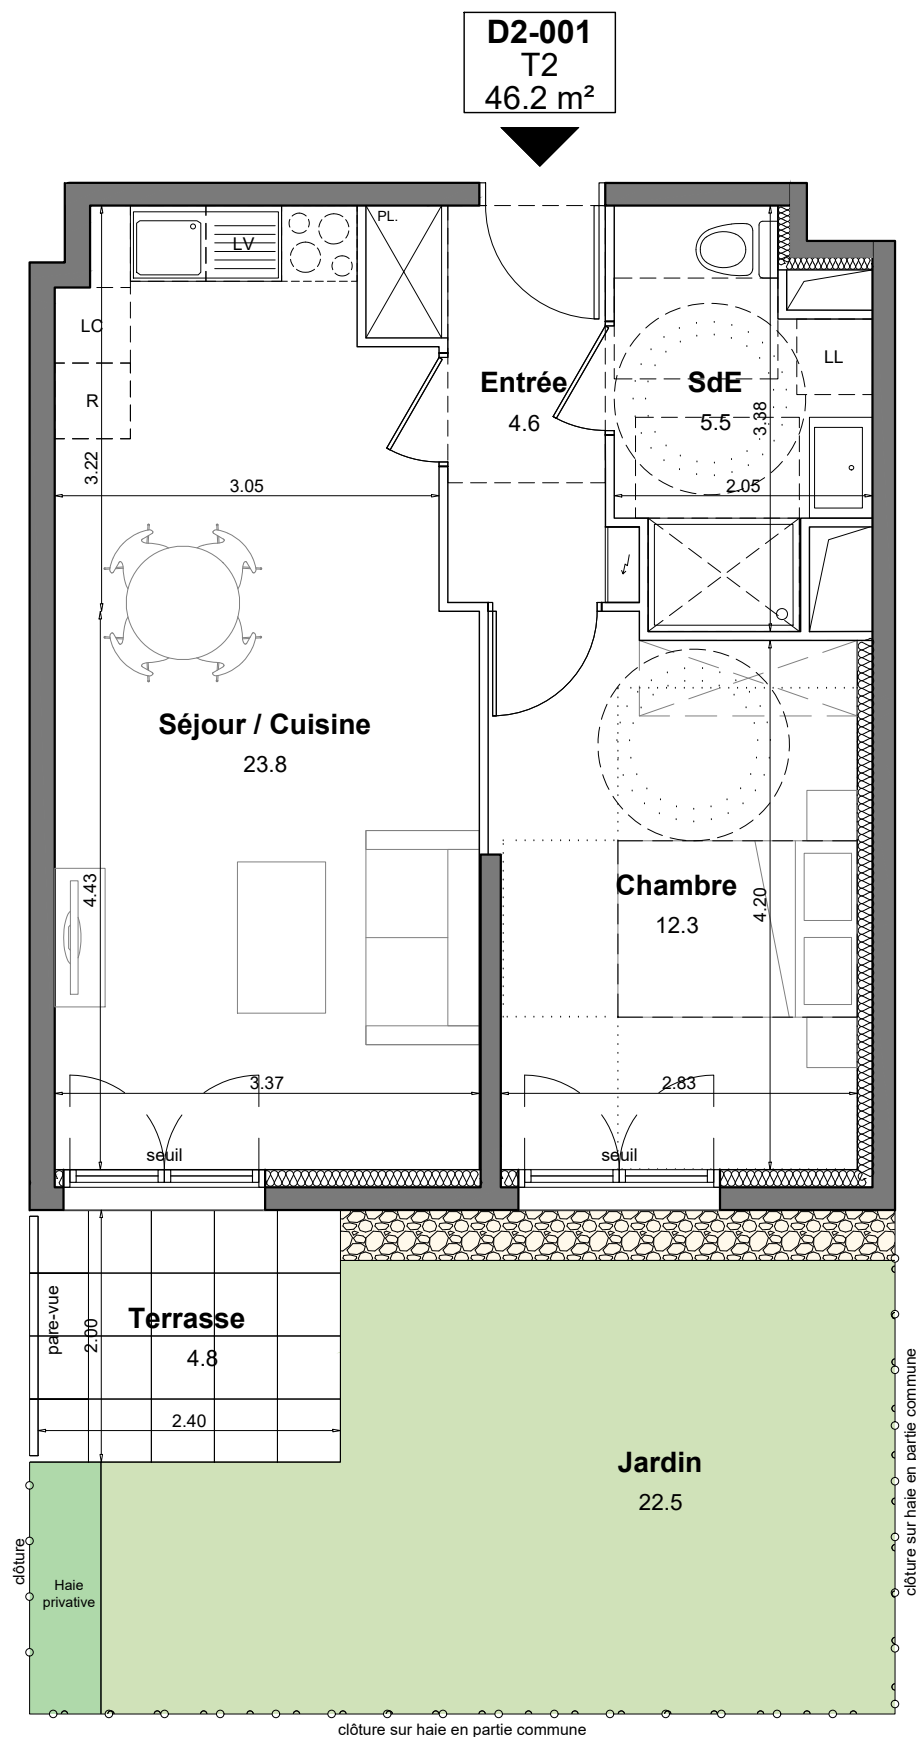 D2-001
T2
46.2 m²
PL.
LV
LC
R
3.22
3.05
Entrée
4.6
SdE
5.5
3.38
LL
2.05
Séjour / Cuisine
23.8
4.43
Chambre
12.3
4.20
3.37
2.83
seuil
seuil
pare-vue
2.00
Terrasse
4.8
2.40
Jardin
22.5
clôture
Haie
privative
clôture sur haie en partie commune
clôture sur haie en partie commune